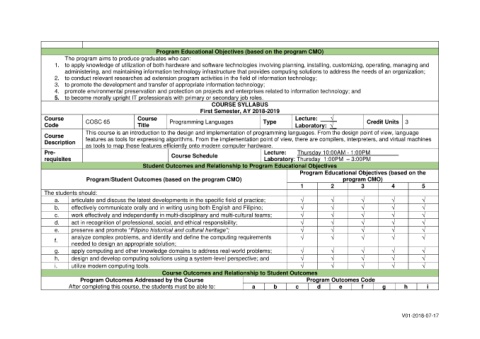 Program Educational Objectives (based on the program CMO)
The program aims to produce graduates who can:
1. to apply knowledge of utilization of both hardware and software technologies involving planning, installing, customizing, operating, managing and
administering, and maintaining information technology infrastructure that provides computing solutions to address the needs of an organization;
2. to conduct relevant researches ad extension program activities in the field of information technology;
3. to promote the development and transfer of appropriate information technology;
4. promote environmental preservation and protection on projects and enterprises related to information technology; and
5. to become morally upright IT professionals with primary or secondary job roles.
COURSE SYLLABUS
First Semester, AY 2018-2019
Course Code COSC 65 Course Title Programming Languages Type Lecture: √ Laboratory: √ Credit Units 3
Course Description This course is an introduction to the design and implementation of programming languages. From the design point of view, language
features as tools for expressing algorithms. From the implementation point of view, there are compilers, interpreters, and virtual machines
as tools to map those features efficiently onto modern computer hardware.
Pre-requisites Course Schedule Lecture: Thursday 10:00AM - 1:00PM
Laboratory: Thursday 1:00PM – 3:00PM
Student Outcomes and Relationship to Program Educational Objectives
Program/Student Outcomes (based on the program CMO) Program Educational Objectives (based on the program CMO)
1 2 3 4 5
The students should:
a. articulate and discuss the latest developments in the specific field of practice; √ √ √ √ √
b. effectively communicate orally and in writing using both English and Filipino; √ √ √ √ √
c. work effectively and independently in multi-disciplinary and multi-cultural teams; √ √ √ √ √
d. act in recognition of professional, social, and ethical responsibility; √ √ √ √ √
e. preserve and promote "Filipino historical and cultural heritage"; √ √ √ √ √
f. analyze complex problems, and identify and define the computing requirements
needed to design an appropriate solution; √ √ √ √ √
g. apply computing and other knowledge domains to address real-world problems; √ √ √ √ √
h. design and develop computing solutions using a system-level perspective; and √ √ √ √ √
i. utilize modern computing tools. √ √ √ √ √
Course Outcomes and Relationship to Student Outcomes
Program Outcomes Addressed by the Course Program Outcomes Code
After completing this course, the students must be able to: a b c d e f g h i
V01-2018-07-17